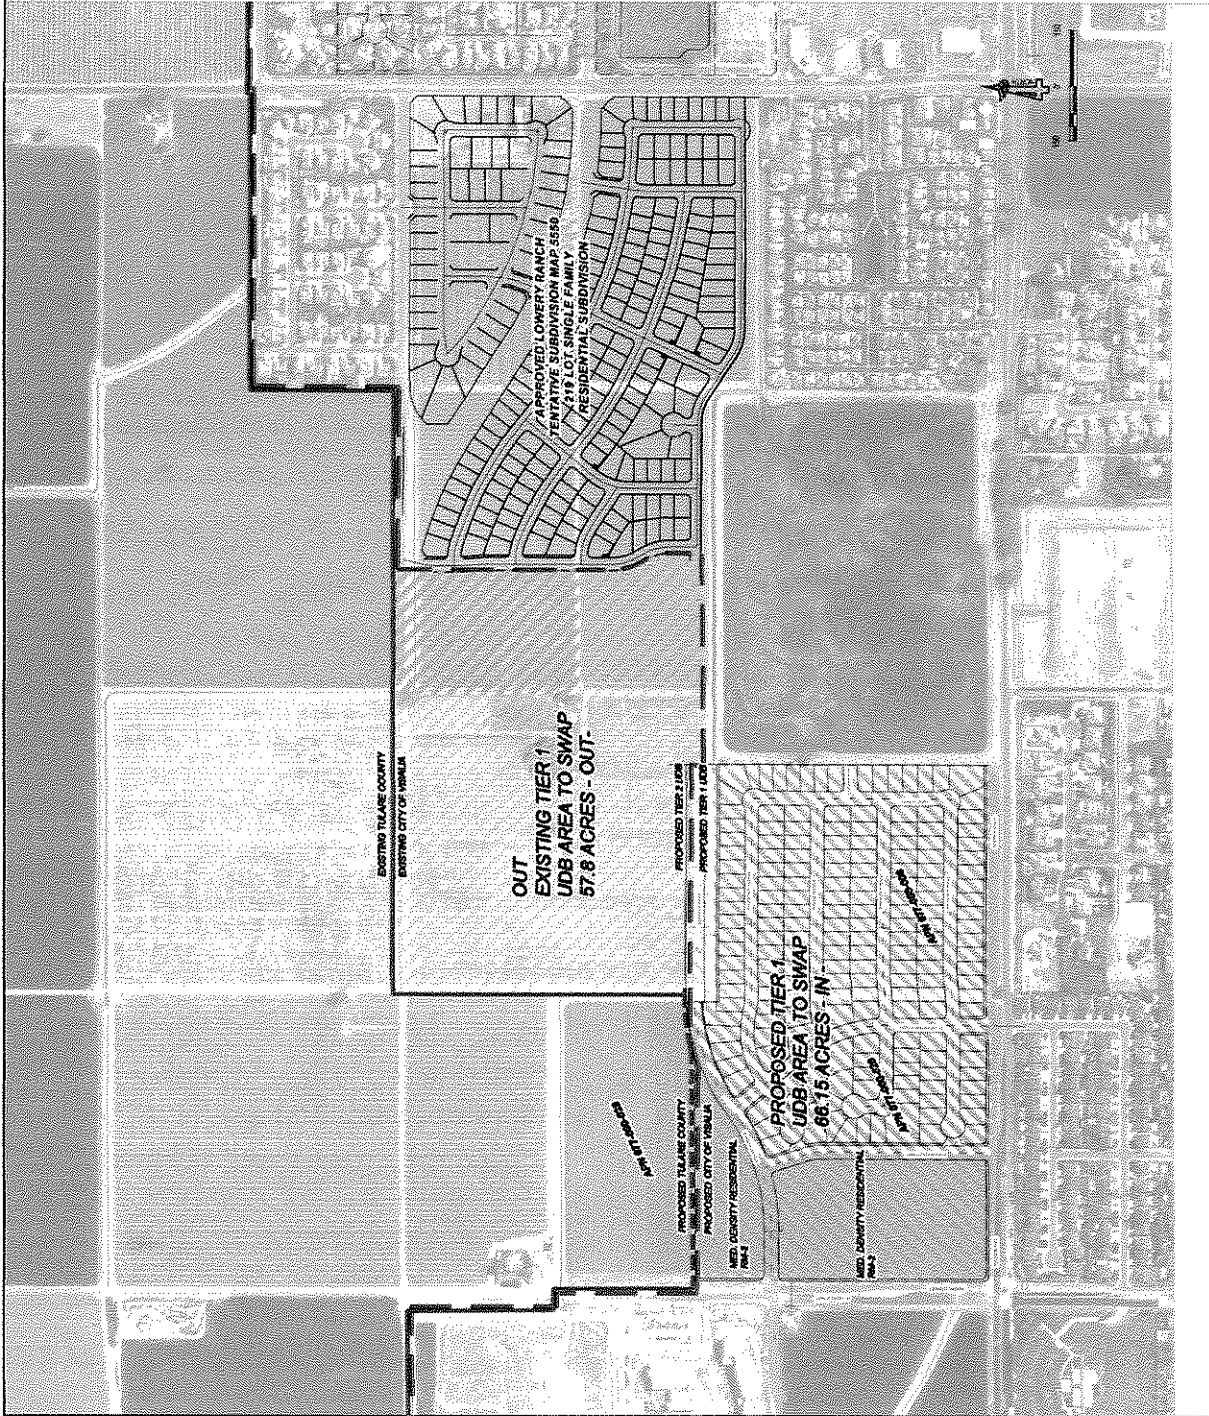 APPROVED LOWERY RANCH
TENTATIVE SUBDIVISION MAP 5550
219 LOT SINGLE FAMILY
RESIDENTIAL SUBDIVISION
EXISTING TULARE COUNTY
EXISTING CITY OF VISALIA
OUT
EXISTING TIER 1
UDB AREA TO SWAP
57.8 ACRES - OUT-
PROPOSED TIER 2 UDB
PROPOSED TIER 1 UDB
PROPOSED TIER 1
UDB AREA TO SWAP
66.15 ACRES - IN -
APN
APN
APN
PROPOSED TULARE COUNTY
PROPOSED CITY OF VISALIA
MED. DENSITY RESIDENTIAL
MED. DENSITY RESIDENTIAL